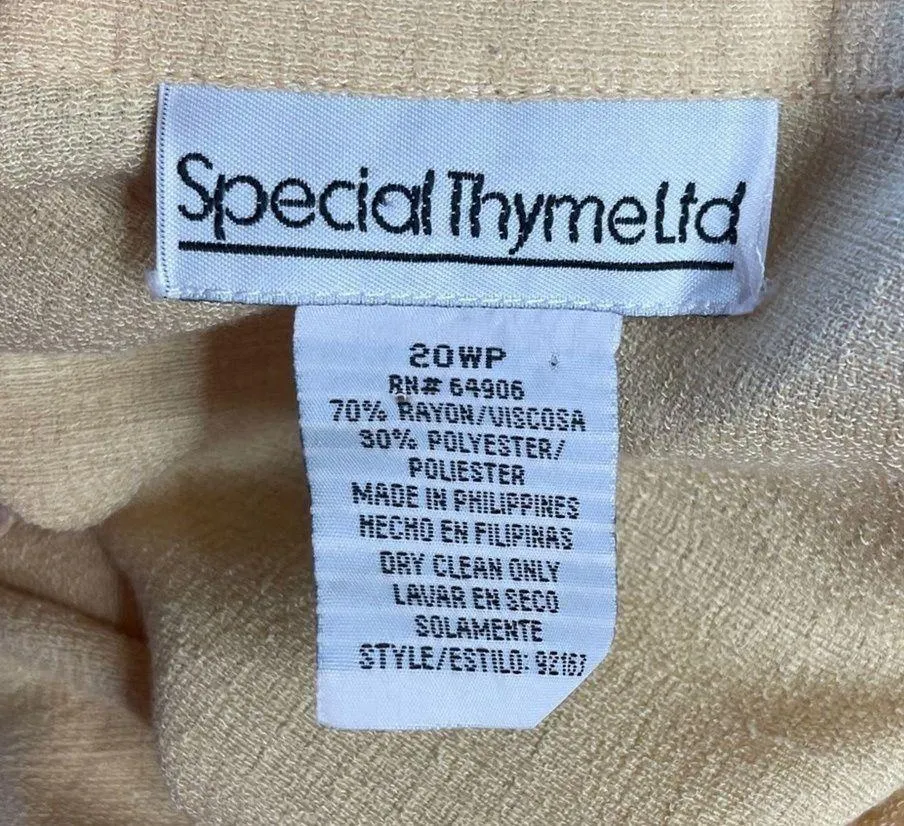 Special Thyme Ltd
20WP
RN# 64906
70% RAYON/VISCOSA
30% POLYESTER/
POLIESTER
MADE IN PHILIPPINES
HECHO EN FILIPINAS
DRY CLEAN ONLY
LAVAR EN SECO
SOLAMENTE
STYLE/ESTILO: 92167